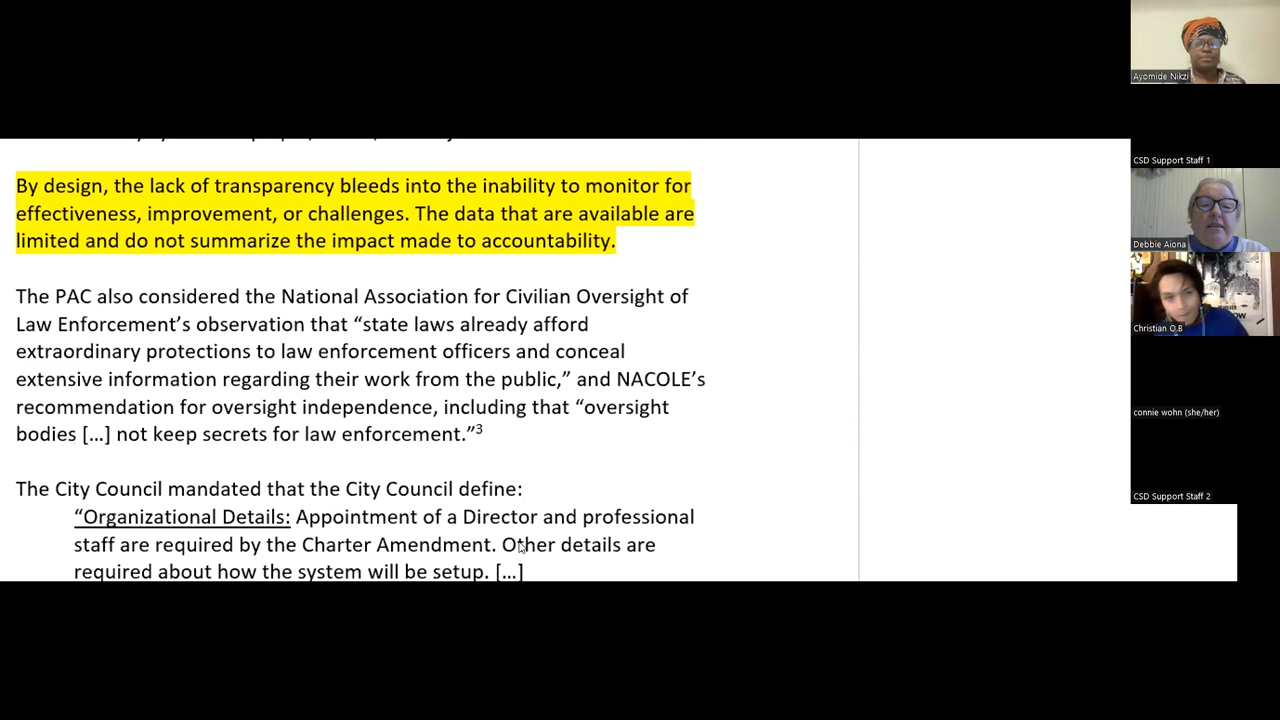 By design, the lack of transparency bleeds into the inability to monitor for
effectiveness, improvement, or challenges. The data that are available are
limited and do not summarize the impact made to accountability.
The PAC also considered the National Association for Civilian Oversight of
Law Enforcement’s observation that “state laws already afford
extraordinary protections to law enforcement officers and conceal
extensive information regarding their work from the public,” and NACOLE’s
recommendation for oversight independence, including that “oversight
bodies […] not keep secrets for law enforcement.”3
The City Council mandated that the City Council define:
“Organizational Details: Appointment of a Director and professional
staff are required by the Charter Amendment. Other details are
required about how the system will be setup. […]
Ayomide Nikzi
CSD Support Staff 1
Debbie Aiona
Christian O.B
connie wohn (she/her)
CSD Support Staff 2